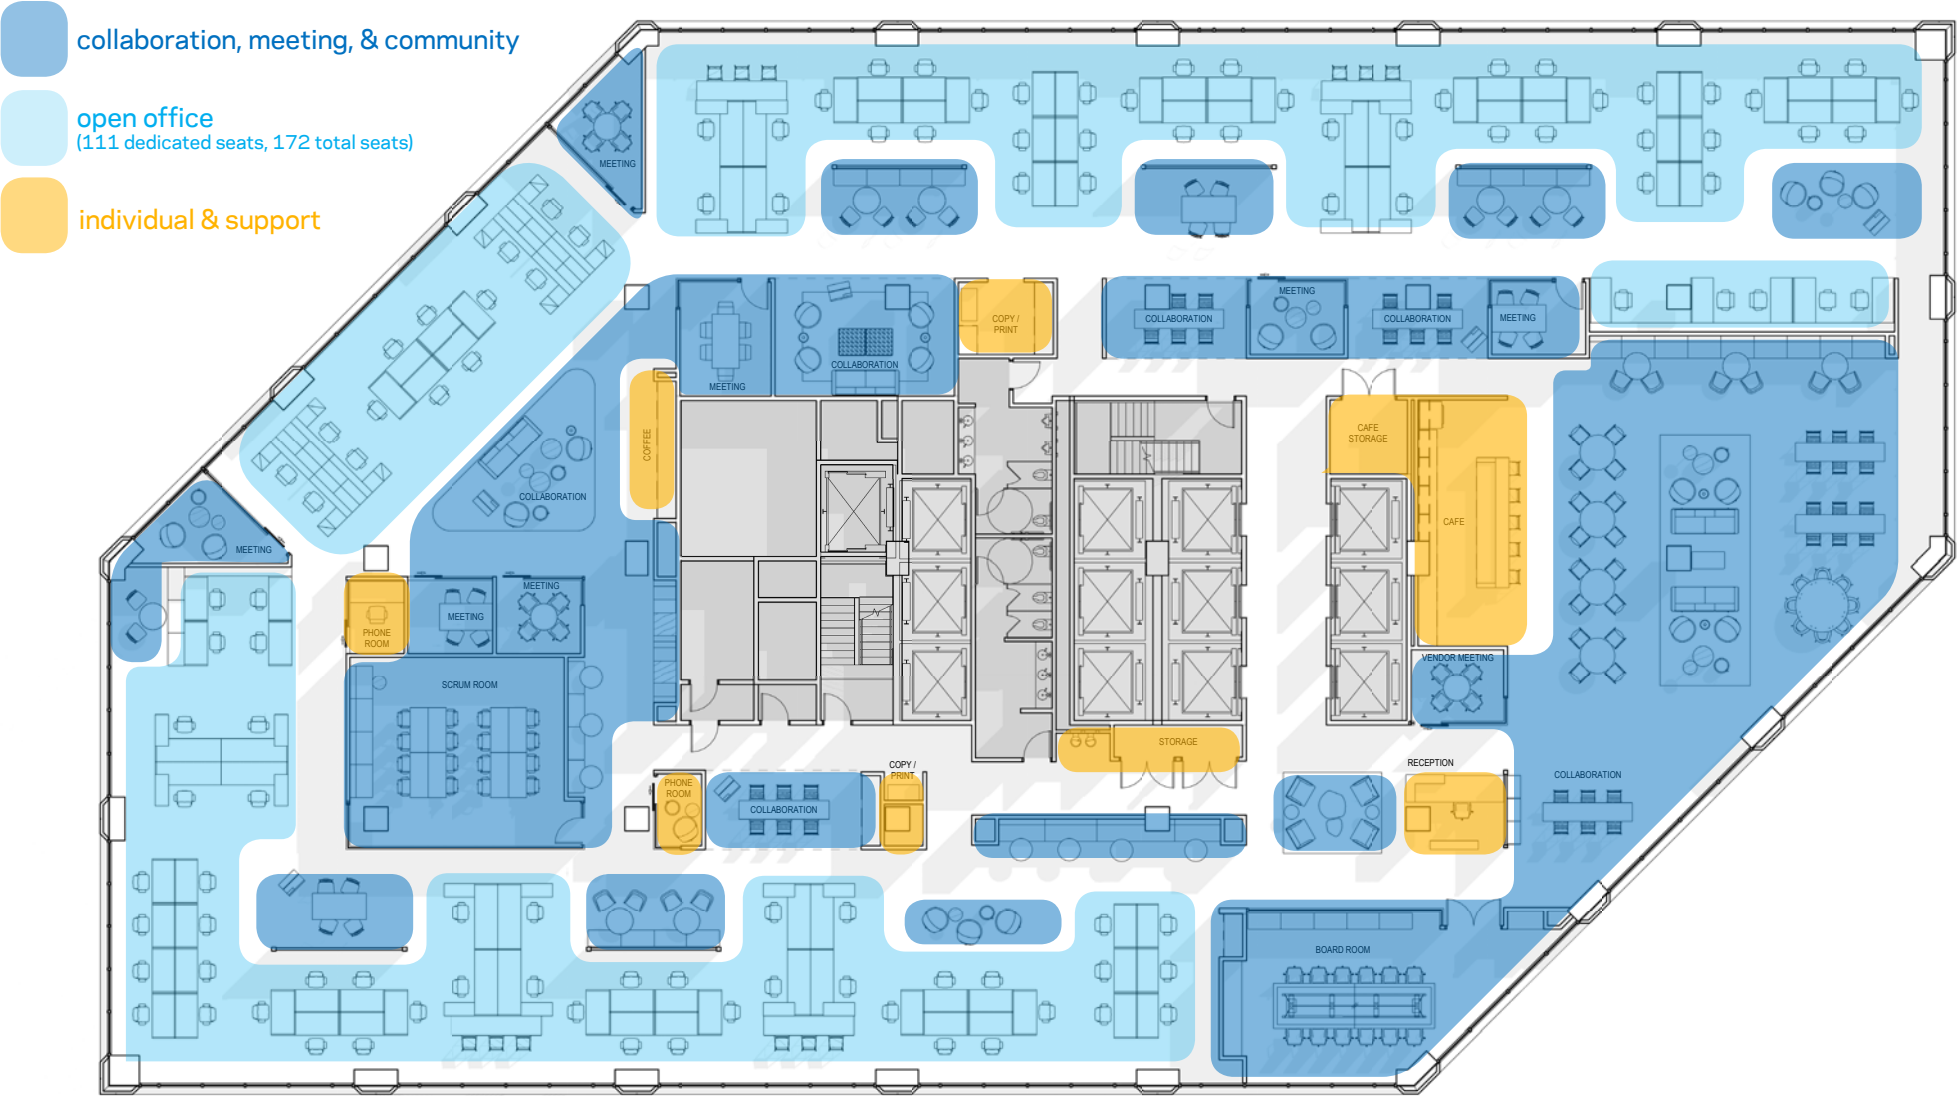 collaboration, meeting, & community
open office
(111 dedicated seats, 172 total seats)
individual & support
MEETING
MEETING
COLLABORATION
COPY /
PRINT
COLLABORATION
MEETING
COLLABORATION
MEETING
COFFEE
COLLABORATION
CAFE
STORAGE
CAFE
MEETING
PHONE
ROOM
MEETING
MEETING
SCRUM ROOM
VENDOR MEETING
STORAGE
PHONE
ROOM
COLLABORATION
COPY /
PRINT
RECEPTION
COLLABORATION
BOARD ROOM